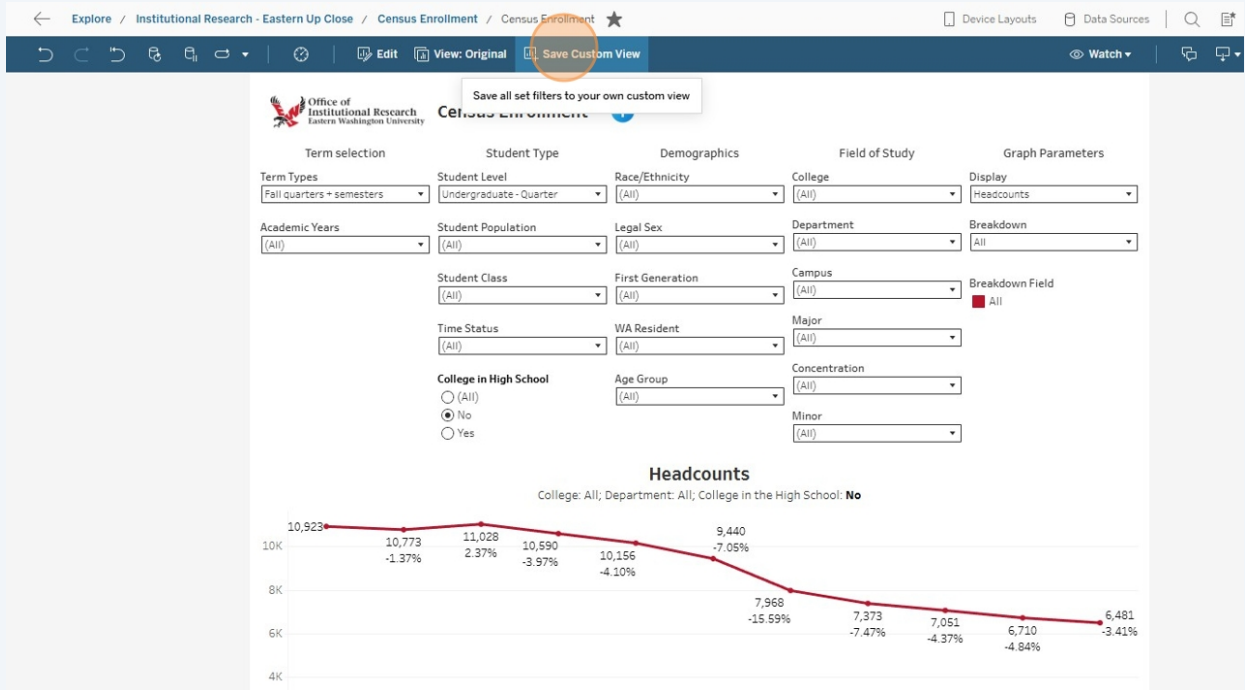 Explore / Institutional Research - Eastern Up Close / Census Enrollment / Census Enrollment
Device Layouts
Data Sources
Edit
View: Original
Save Custom View
Watch
Save all set filters to your own custom view
Office of
Institutional Research
Eastern Washington University
Census Enrollment
Term selection
Student Type
Demographics
Field of Study
Graph Parameters
Term Types
Student Level
Race/Ethnicity
College
Display
Fall quarters + semesters
Undergraduate - Quarter
(All)
(All)
Headcounts
Academic Years
Student Population
Legal Sex
Department
Breakdown
(All)
(All)
(All)
(All)
All
Student Class
First Generation
Campus
Breakdown Field
(All)
(All)
(All)
All
Time Status
WA Resident
Major
(All)
(All)
(All)
College in High School
Age Group
Concentration
(All)
(All)
(All)
No
Minor
Yes
(All)
Headcounts
College: All; Department: All; College in the High School: No
10,923
10,773
-1.37%
11,028
2.37%
10,590
-3.97%
10,156
-4.10%
9,440
-7.05%
7,968
-15.59%
7,373
-7.47%
7,051
-4.37%
6,710
-4.84%
6,481
-3.41%
10K
8K
6K
4K